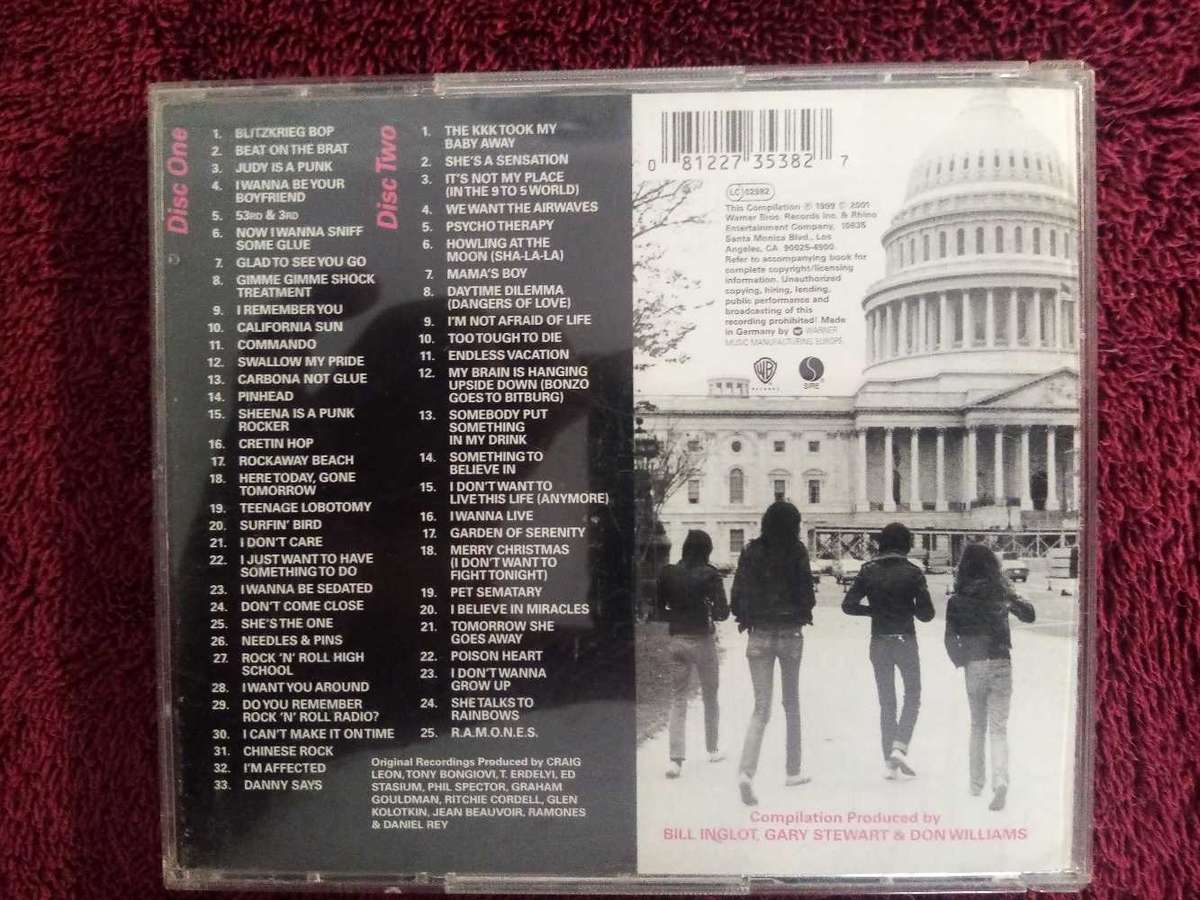 Disc One
1. BLITZKRIEG BOP
2. BEAT ON THE BRAT
3. JUDY IS A PUNK
4. I WANNA BE YOUR
BOYFRIEND
5. 53RD & 3RD
6. NOW I WANNA SNIFF
SOME GLUE
7. GLAD TO SEE YOU GO
8. GIMME GIMME SHOCK
TREATMENT
9. I REMEMBER YOU
10. CALIFORNIA SUN
11. COMMANDO
12. SWALLOW MY PRIDE
13. CARBONA NOT GLUE
14. PINHEAD
15. SHEENA IS A PUNK
ROCKER
16. CRETIN HOP
17. ROCKAWAY BEACH
18. HERE TODAY, GONE
TOMORROW
19. TEENAGE LOBOTOMY
20. SURFIN' BIRD
21. I DON'T CARE
22. I JUST WANT TO HAVE
SOMETHING TO DO
23. I WANNA BE SEDATED
24. DON'T COME CLOSE
25. SHE'S THE ONE
26. NEEDLES & PINS
27. ROCK 'N' ROLL HIGH
SCHOOL
28. I WANT YOU AROUND
29. DO YOU REMEMBER
ROCK 'N' ROLL RADIO?
30. I CAN'T MAKE IT ON TIME
31. CHINESE ROCK
32. I'M AFFECTED
33. DANNY SAYS
Disc Two
1. THE KKK TOOK MY
BABY AWAY
2. SHE'S A SENSATION
3. IT'S NOT MY PLACE
(IN THE 9 TO 5 WORLD)
4. WE WANT THE AIRWAVES
5. PSYCHO THERAPY
6. HOWLING AT THE
MOON (SHA-LA-LA)
7. MAMA'S BOY
8. DAYTIME DILEMMA
(DANGERS OF LOVE)
9. I'M NOT AFRAID OF LIFE
10. TOO TOUGH TO DIE
11. ENDLESS VACATION
12. MY BRAIN IS HANGING
UPSIDE DOWN (BONZO
GOES TO BITBURG)
13. SOMEBODY PUT
SOMETHING
IN MY DRINK
14. SOMETHING TO
BELIEVE IN
15. I DON'T WANT TO
LIVE THIS LIFE (ANYMORE)
16. I WANNA LIVE
17. GARDEN OF SERENITY
18. MERRY CHRISTMAS
(I DON'T WANT TO
FIGHT TONIGHT)
19. PET SEMATARY
20. I BELIEVE IN MIRACLES
21. TOMORROW SHE
GOES AWAY
22. POISON HEART
23. I DON'T WANNA
GROW UP
24. SHE TALKS TO
RAINBOWS
25. R.A.M.O.N.E.S.
Original Recordings Produced by CRAIG
LEON, TONY BONGIOVI, T. ERDELYI, ED
STASIUM, PHIL SPECTOR, GRAHAM
GOULDMAN, RITCHIE CORDELL, GLEN
KOLOTKIN, JEAN BEAUVOIR, RAMONES
& DANIEL REY
0 81227 35382 7
LC 02982
This Compilation ℗ 1999 © 2001
Warner Bros. Records Inc. & Rhino
Entertainment Company, 10635
Santa Monica Blvd., Los
Angeles, CA 90025-4900.
Refer to accompanying book for
complete copyright/licensing
information. Unauthorized
copying, hiring, lending,
public performance and
broadcasting of this
recording prohibited! Made
in Germany by WARNER
MUSIC MANUFACTURING EUROPE.
WB
RECORDS
SIRE
Compilation Produced by
BILL INGLOT, GARY STEWART & DON WILLIAMS